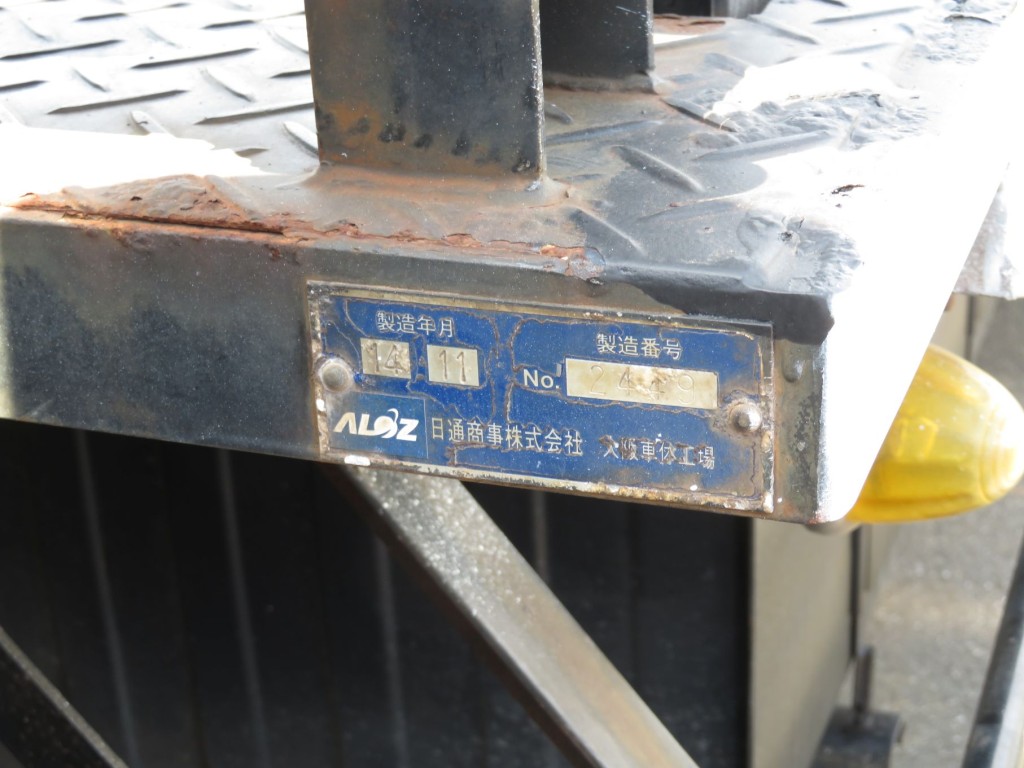 製造年月
14 11
製造番号
No.
ALOZ
日通商事株式会社 大阪車体工場